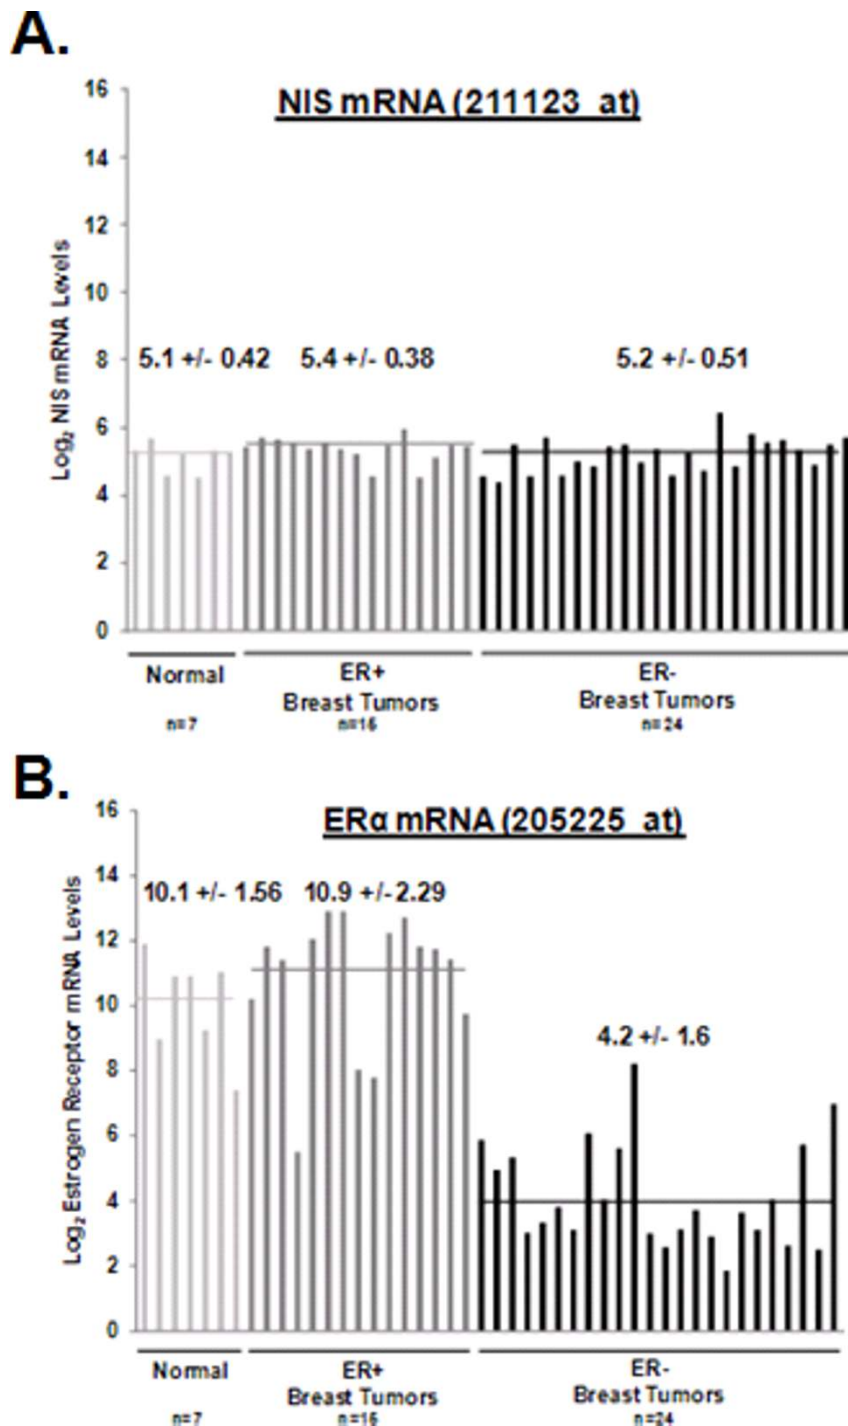 A.
NIS mRNA (211123_at)
16
14
12
10
8
6
4
2
0
Log2 NIS mRNA Levels
5.1 +/- 0.42 5.4 +/- 0.38 5.2 +/- 0.51
Normal ER+ ER-
Breast Tumors Breast Tumors
n=7 n=16 n=24
B.
ERα mRNA (205225_at)
16
14
12
10
8
6
4
2
0
Log2 Estrogen Receptor mRNA Levels
10.1 +/- 1.56 10.9 +/-2.29
4.2 +/- 1.6
Normal ER+ ER-
Breast Tumors Breast Tumors
n=7 n=16 n=24